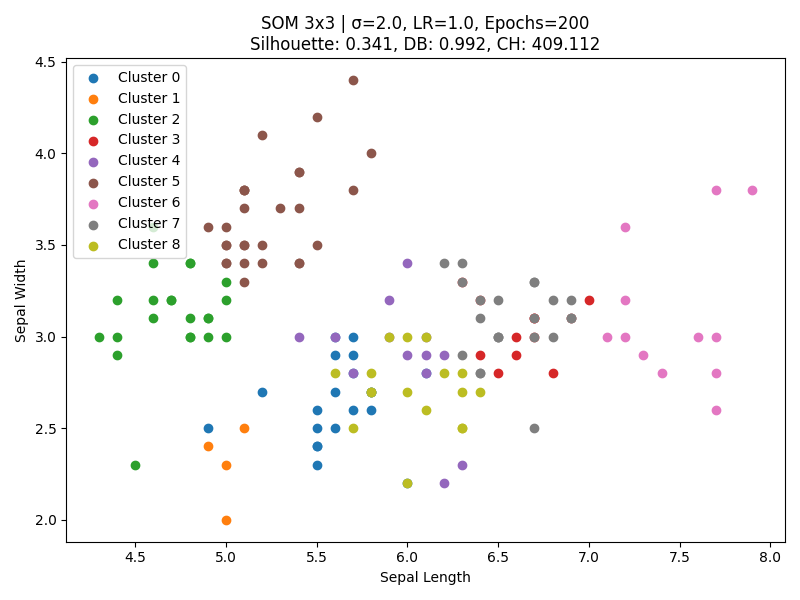 SOM 3x3 | σ=2.0, LR=1.0, Epochs=200
Silhouette: 0.341, DB: 0.992, CH: 409.112
Cluster 0
Cluster 1
Cluster 2
Cluster 3
Cluster 4
Cluster 5
Cluster 6
Cluster 7
Cluster 8
4.5
4.0
3.5
3.0
2.5
2.0
Sepal Width
4.5
5.0
5.5
6.0
6.5
7.0
7.5
8.0
Sepal Length